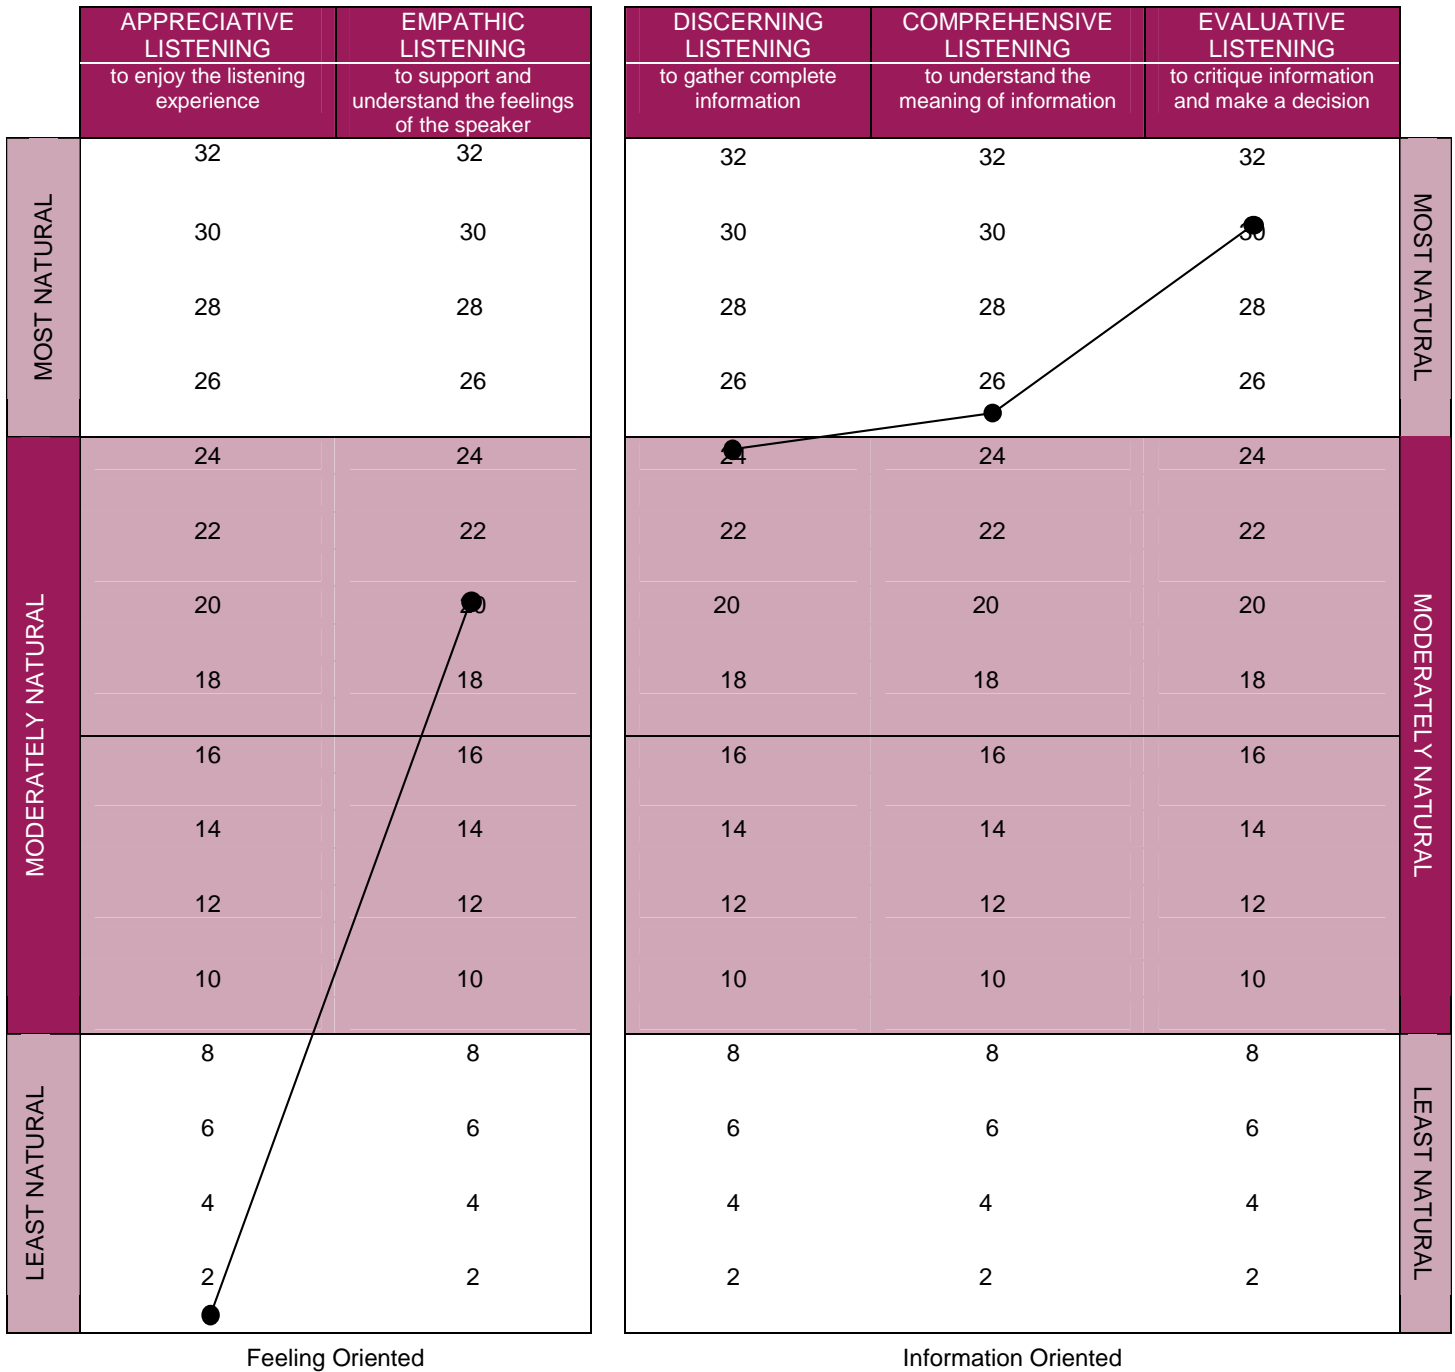 APPRECIATIVE
LISTENING
to enjoy the listening
experience
EMPATHIC
LISTENING
to support and
understand the feelings
of the speaker
DISCERNING
LISTENING
to gather complete
information
COMPREHENSIVE
LISTENING
to understand the
meaning of information
EVALUATIVE
LISTENING
to critique information
and make a decision
MOST NATURAL
32 32 32 32 32
30 30 30 30 30
28 28 28 28 28
26 26 26 26 26
MOST NATURAL
MODERATELY NATURAL
24 24 24 24 24
22 22 22 22 22
20 20 20 20 20
18 18 18 18 18
16 16 16 16 16
14 14 14 14 14
12 12 12 12 12
10 10 10 10 10
MODERATELY NATURAL
LEAST NATURAL
8 8 8 8 8
6 6 6 6 6
4 4 4 4 4
2 2 2 2 2
LEAST NATURAL
Feeling Oriented
Information Oriented